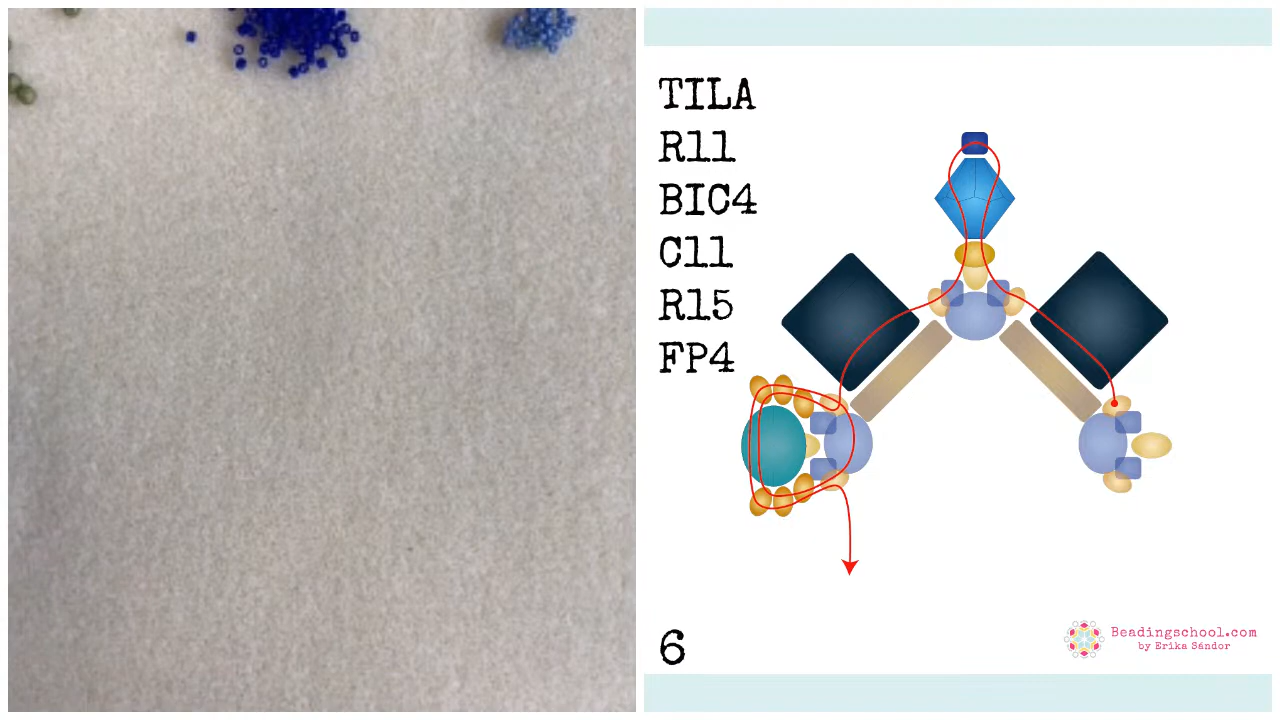 TILA
R11
BIC4
C11
R15
FP4
6
Beadingschool.com
by Erika Sándor